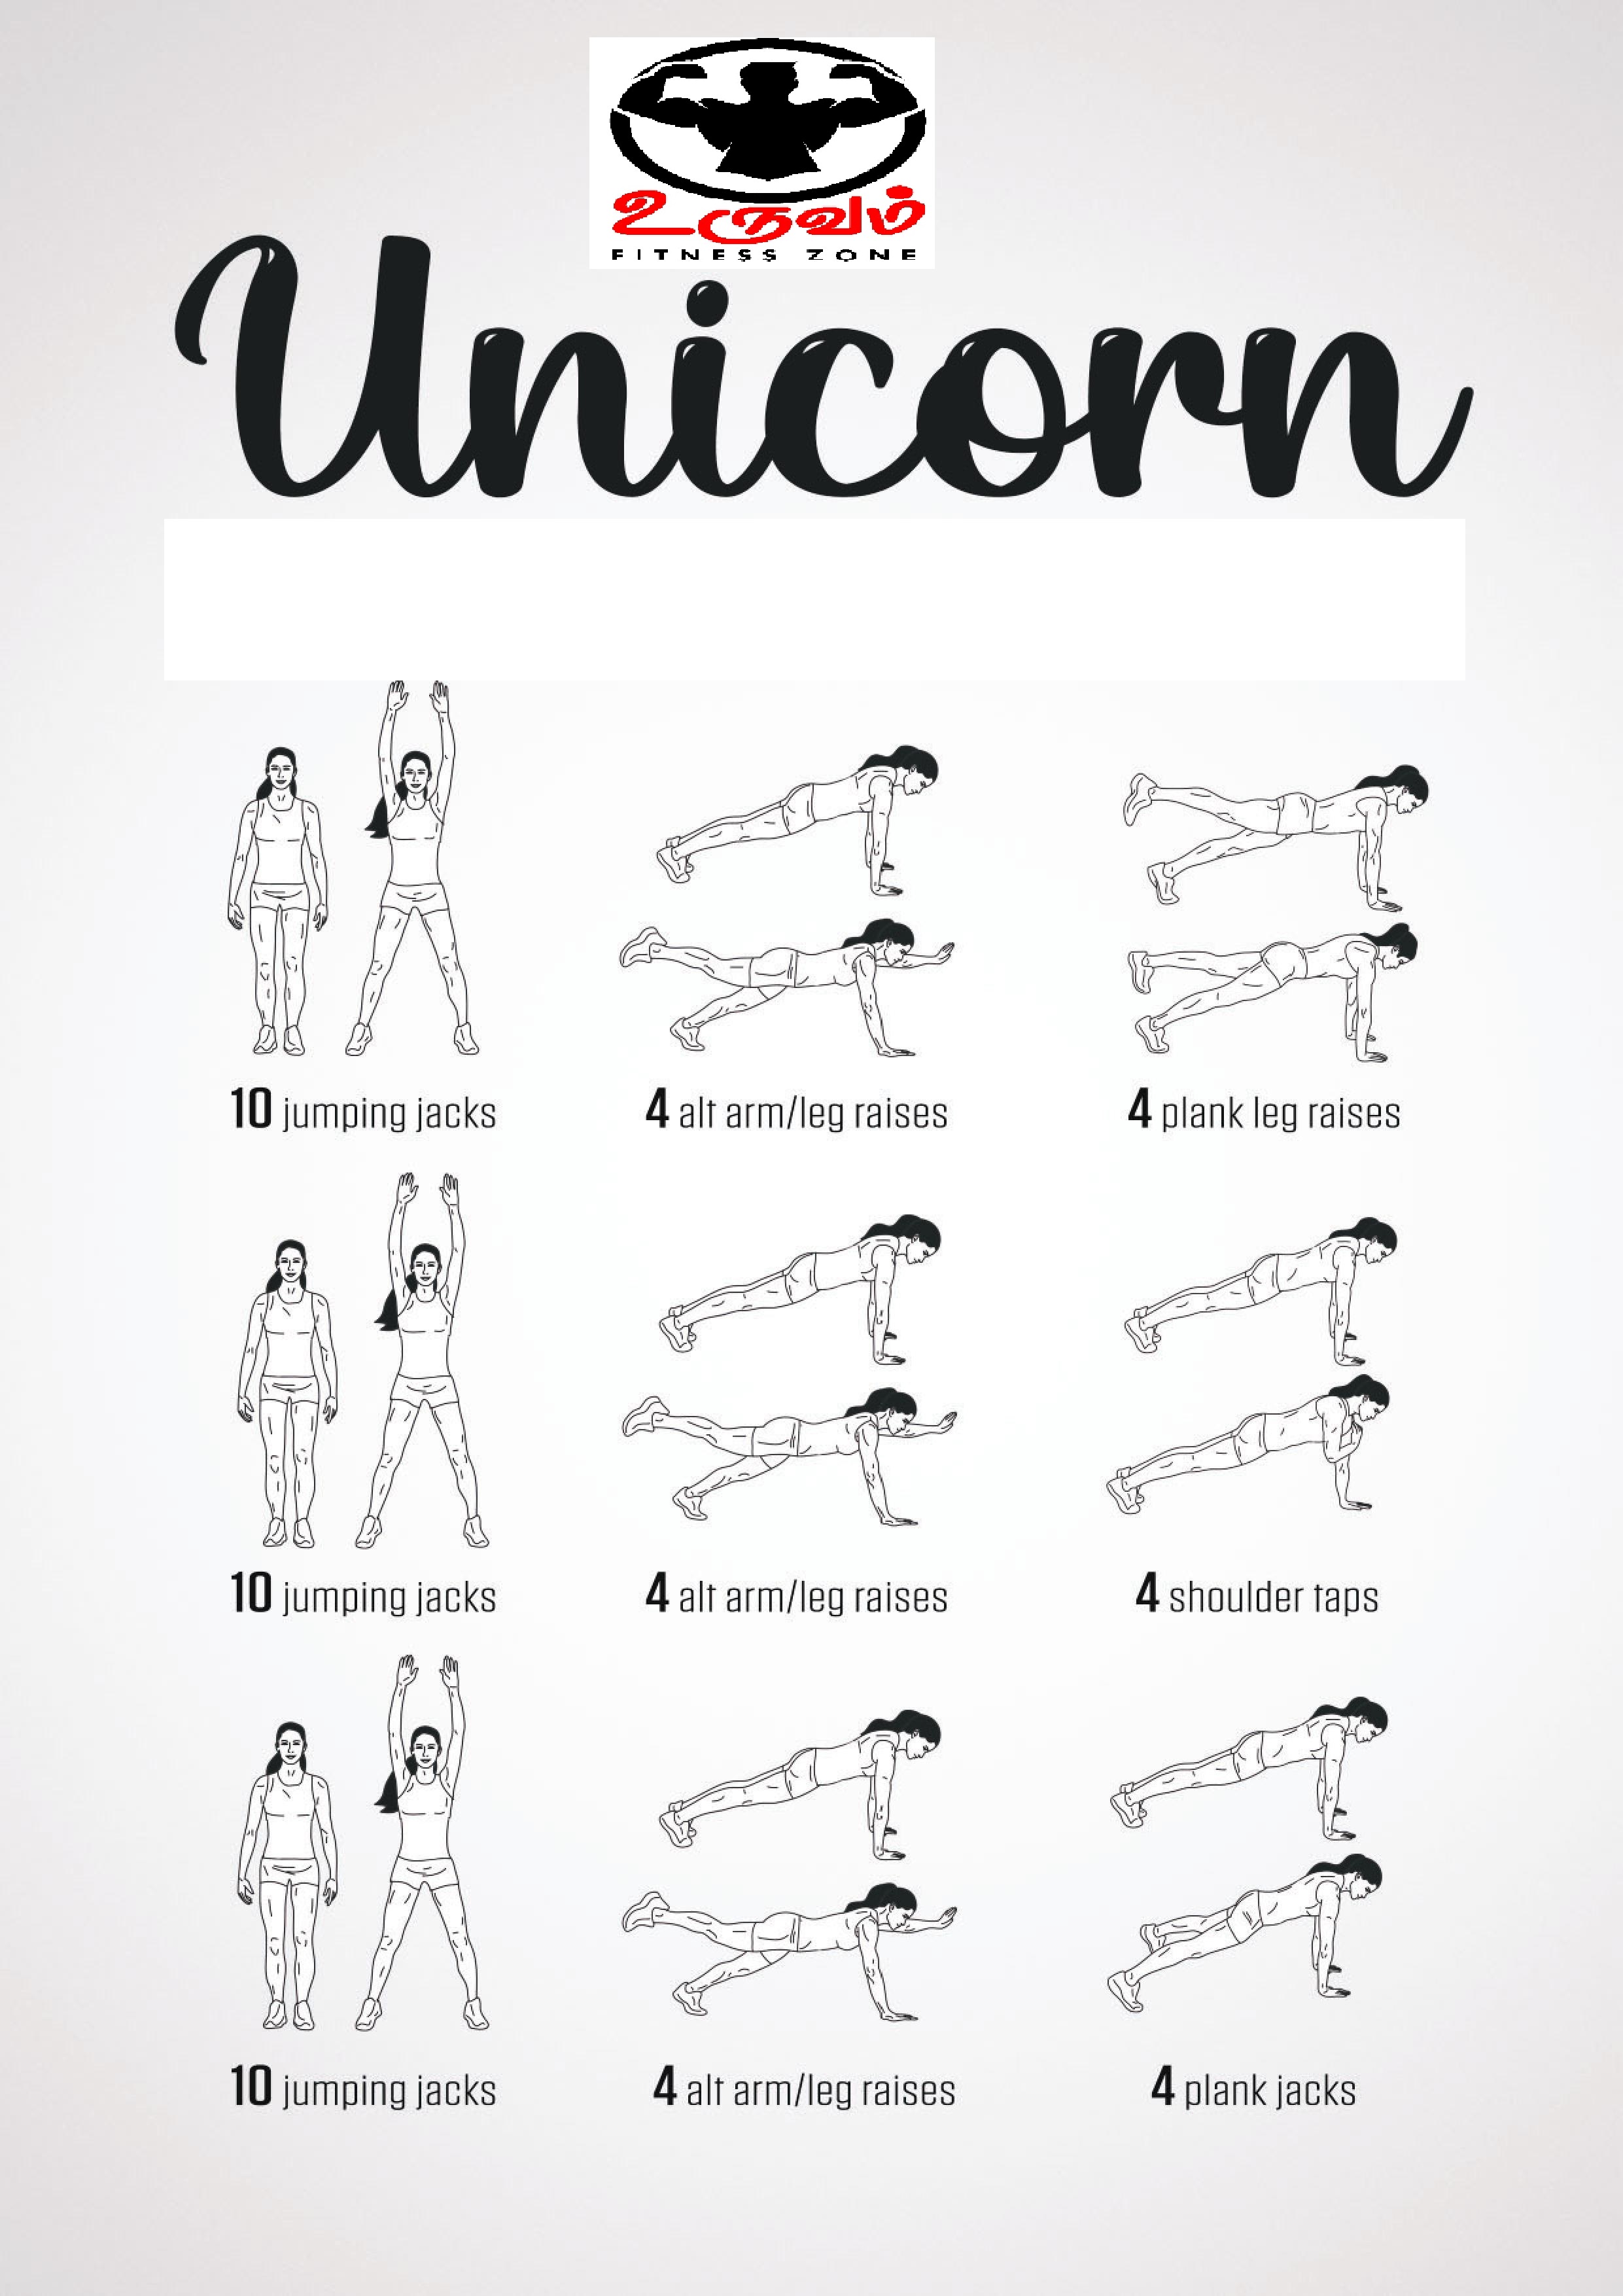 உருவம்
FITNESS ZONE
Unicorn
10 jumping jacks
4 alt arm/leg raises
4 plank leg raises
10 jumping jacks
4 alt arm/leg raises
4 shoulder taps
10 jumping jacks
4 alt arm/leg raises
4 plank jacks